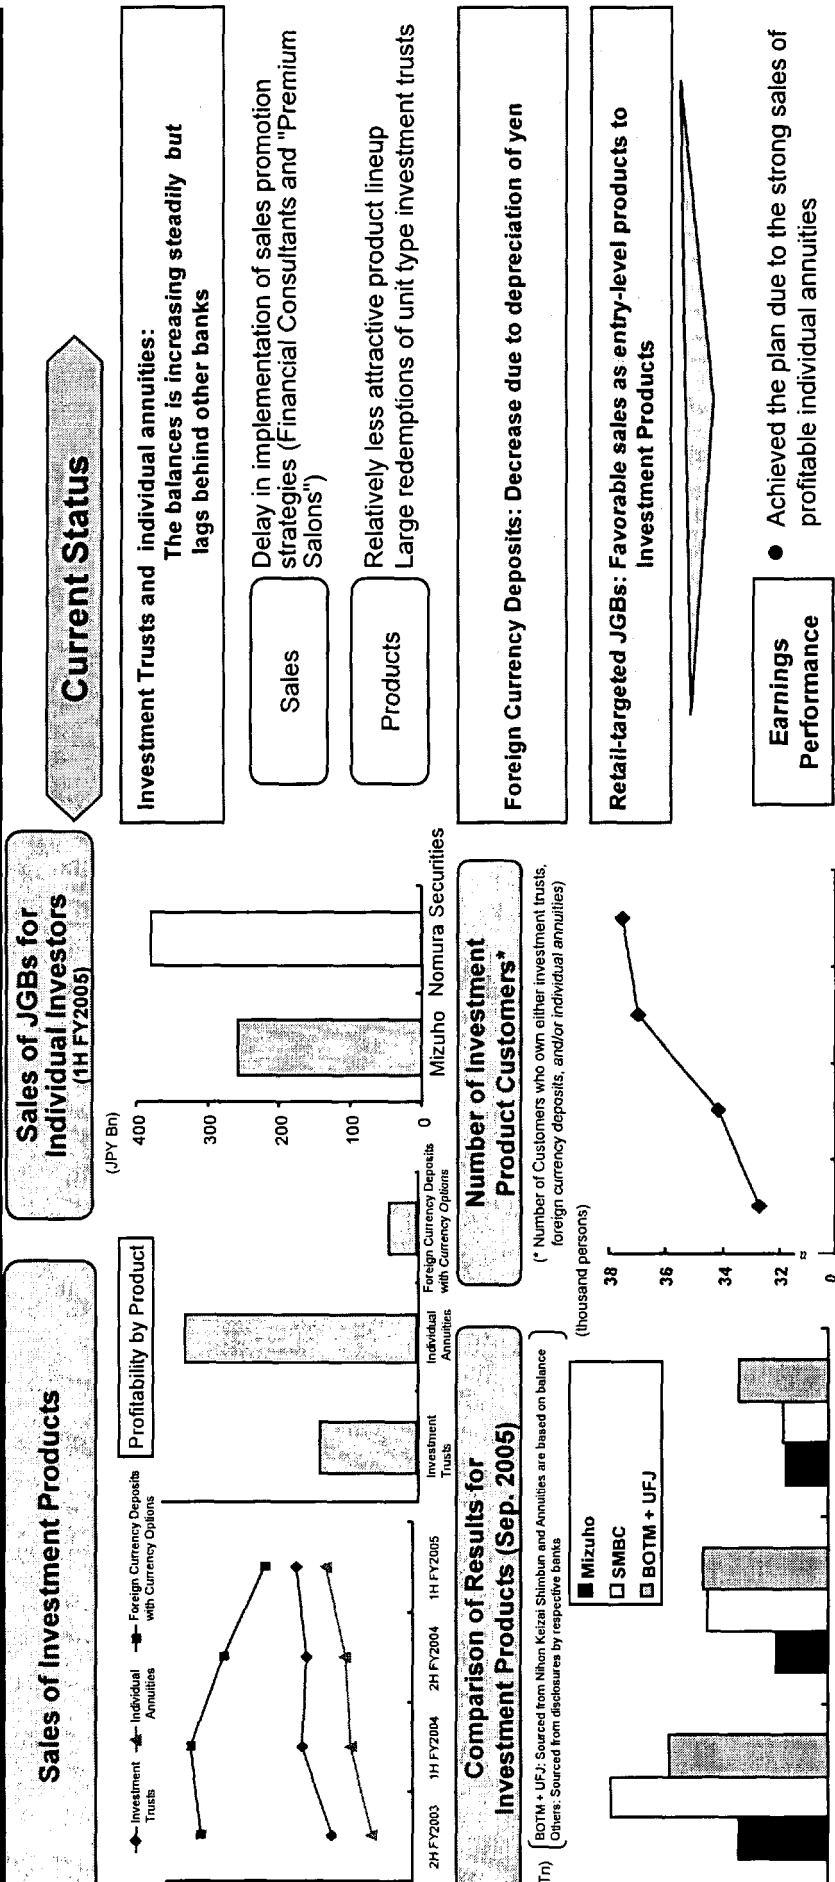 Sales of Investment Products
Investment
Trusts
Individual
Annuities
Foreign Currency Deposits
with Currency Options
2H FY2003
1H FY2004
2H FY2004
1H FY2005
Profitability by Product
Investment
Trusts
Individual
Annuities
Foreign Currency Deposits
with Currency Options
Sales of JGBs for
Individual Investors
(1H FY2005)
(JPY Bn)
400
300
200
100
0
Mizuho
Nomura Securities
Comparison of Results for
Investment Products (Sep. 2005)
BOTM + UFJ: Sourced from Nihon Keizai Shimbun and Annuities are based on balance
Others: Sourced from disclosures by respective banks
Tn)
Mizuho
SMBC
BOTM + UFJ
Number of Investment
Product Customers*
(* Number of Customers who own either investment trusts,
foreign currency deposits, and/or individual annuities)
(thousand persons)
38
36
34
32
0
Current Status
Investment Trusts and individual annuities:
The balances is increasing steadily but
lags behind other banks
Sales
Delay in implementation of sales promotion
strategies (Financial Consultants and "Premium
Salons")
Products
Relatively less attractive product lineup
Large redemptions of unit type investment trusts
Foreign Currency Deposits: Decrease due to depreciation of yen
Retail-targeted JGBs: Favorable sales as entry-level products to
Investment Products
Earnings
Performance
● Achieved the plan due to the strong sales of
profitable individual annuities